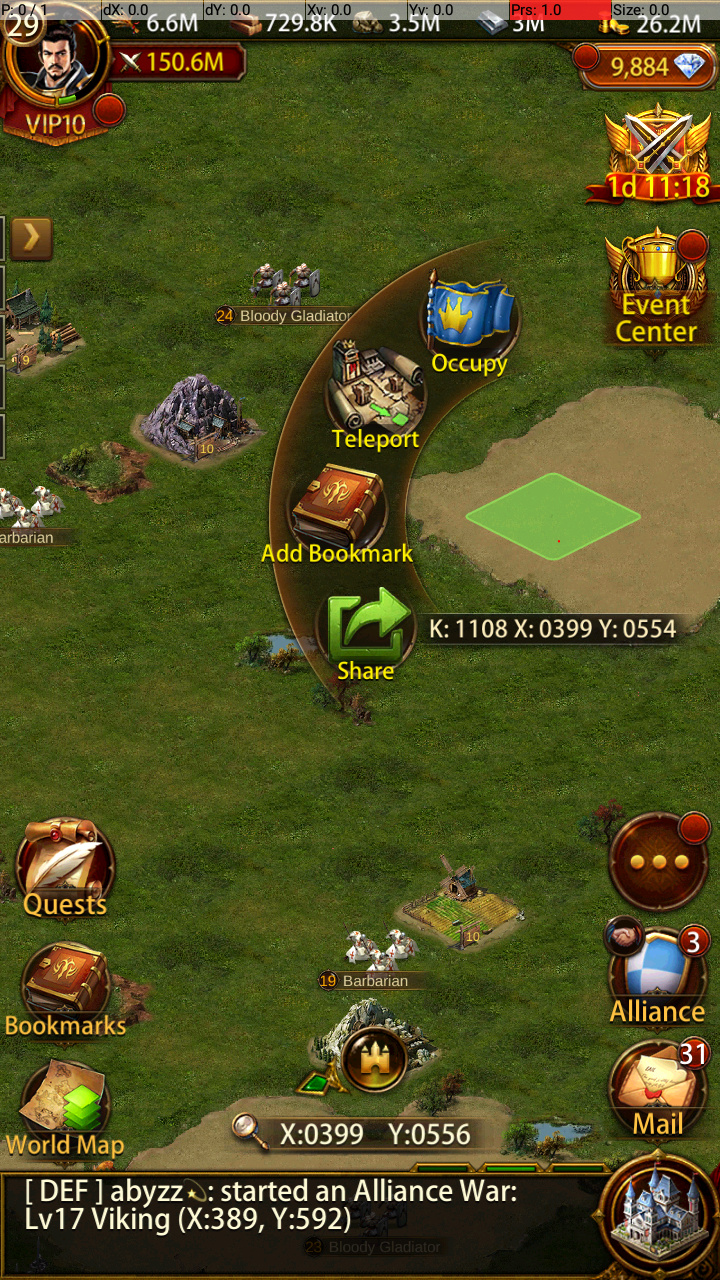 P: 0 / 1 dX: 0.0 dY: 0.0 Xv: 0.0 Yv: 0.0 Prs: 1.0 Size: 0.0
29 6.6M 729.8K 3.5M 3M 26.2M
150.6M 9,884
VIP10
1d 11:18
24 Bloody Gladiator
Event
Center
Occupy
9
Teleport
10
arbarian
Add Bookmark
K: 1108 X: 0399 Y: 0554
Share
Quests
10
3
19 Barbarian
Alliance
Bookmarks
31
Mail
X:0399 Y:0556
World Map
[ DEF ] abyzz : started an Alliance War:
Lv17 Viking (X:389, Y:592)
23 Bloody Gladiator